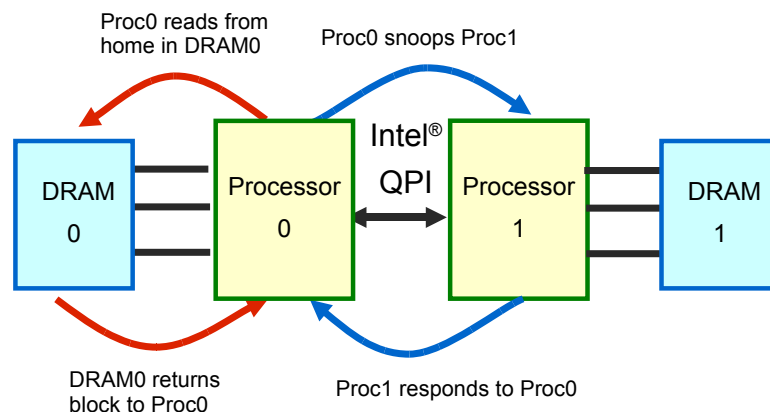 Proc0 reads from
home in DRAM0
Proc0 snoops Proc1
Intel®
QPI
DRAM
0
Processor
0
Processor
1
DRAM
1
DRAM0 returns
block to Proc0
Proc1 responds to Proc0